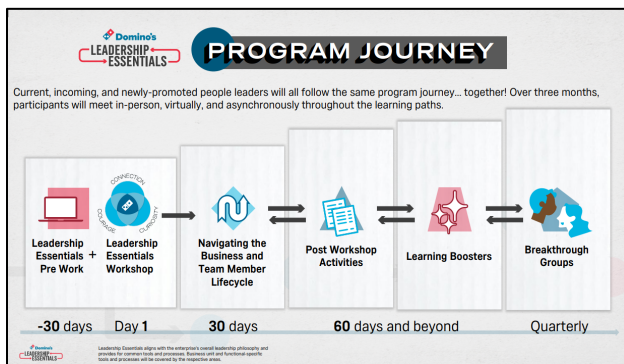 Domino's
LEADERSHIP
ESSENTIALS
PROGRAM JOURNEY
Current, incoming, and newly-promoted people leaders will all follow the same program journey... together! Over three months,
participants will meet in-person, virtually, and asynchronously throughout the learning paths.
CONNECTION
COURAGE
CURIOSITY
Leadership
Essentials
Pre Work
+
Leadership
Essentials
Workshop
Navigating the
Business and
Team Member
Lifecycle
Post Workshop
Activities
Learning Boosters
Breakthrough
Groups
-30 days
Day 1
30 days
60 days and beyond
Quarterly
Domino's
LEADERSHIP
ESSENTIALS
Leadership Essentials aligns with the enterprise's overall leadership philosophy and
provides for common tools and processes. Business unit and functional-specific
tools and processes will be covered by the respective areas.